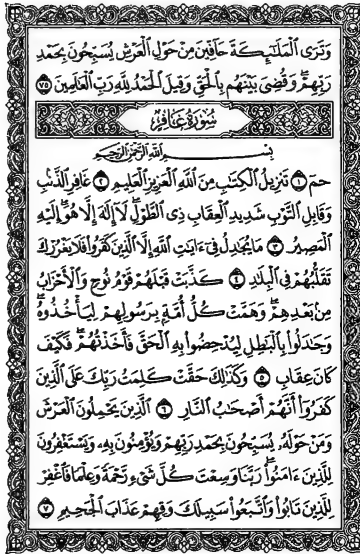 وَتَرَى ٱلْمَلَـٰٓئِكَةَ حَآفِّينَ مِنْ حَوْلِ ٱلْعَرْشِ يُسَبِّحُونَ بِحَمْدِ
رَبِّهِمْ ۖ وَقُضِىَ بَيْنَهُم بِٱلْحَقِّ وَقِيلَ ٱلْحَمْدُ لِلَّهِ رَبِّ ٱلْعَـٰلَمِينَ ٧٥
سُورَةُ غَافِرٍ
بِسْمِ ٱللَّهِ ٱلرَّحْمَـٰنِ ٱلرَّحِيمِ
حمٓ ١ تَنزِيلُ ٱلْكِتَـٰبِ مِنَ ٱللَّهِ ٱلْعَزِيزِ ٱلْعَلِيمِ ٢ غَافِرِ ٱلذَّنۢبِ
وَقَابِلِ ٱلتَّوْبِ شَدِيدِ ٱلْعِقَابِ ذِى ٱلطَّوْلِ ۖ لَآ إِلَـٰهَ إِلَّا هُوَ ۖ إِلَيْهِ
ٱلْمَصِيرُ ٣ مَا يُجَـٰدِلُ فِىٓ ءَايَـٰتِ ٱللَّهِ إِلَّا ٱلَّذِينَ كَفَرُوا۟ فَلَا يَغْرُرْكَ
تَقَلُّبُهُمْ فِى ٱلْبِلَـٰدِ ٤ كَذَّبَتْ قَبْلَهُمْ قَوْمُ نُوحٍ وَٱلْأَحْزَابُ
مِنۢ بَعْدِهِمْ ۖ وَهَمَّتْ كُلُّ أُمَّةٍۭ بِرَسُولِهِمْ لِيَأْخُذُوهُ ۖ
وَجَـٰدَلُوا۟ بِٱلْبَـٰطِلِ لِيُدْحِضُوا۟ بِهِ ٱلْحَقَّ فَأَخَذْتُهُمْ ۖ فَكَيْفَ
كَانَ عِقَابِ ٥ وَكَذَٰلِكَ حَقَّتْ كَلِمَتُ رَبِّكَ عَلَى ٱلَّذِينَ
كَفَرُوٓا۟ أَنَّهُمْ أَصْحَـٰبُ ٱلنَّارِ ٦ ٱلَّذِينَ يَحْمِلُونَ ٱلْعَرْشَ
وَمَنْ حَوْلَهُۥ يُسَبِّحُونَ بِحَمْدِ رَبِّهِمْ وَيُؤْمِنُونَ بِهِۦ وَيَسْتَغْفِرُونَ
لِلَّذِينَ ءَامَنُوا۟ رَبَّنَا وَسِعْتَ كُلَّ شَىْءٍ رَّحْمَةً وَعِلْمًا فَٱغْفِرْ
لِلَّذِينَ تَابُوا۟ وَٱتَّبَعُوا۟ سَبِيلَكَ وَقِهِمْ عَذَابَ ٱلْجَحِيمِ ٧